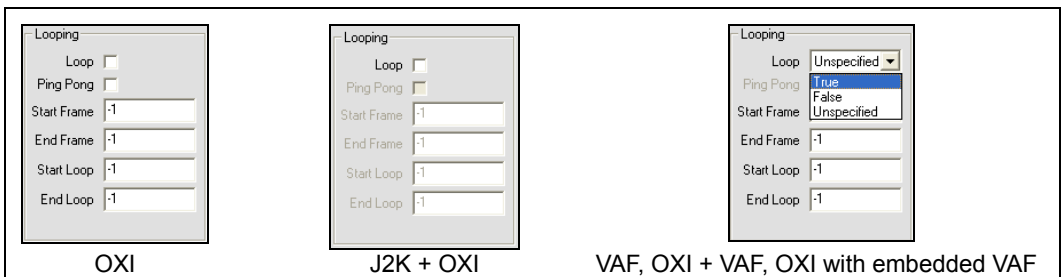 Looping
Loop
Ping Pong
Start Frame -1
End Frame -1
Start Loop -1
End Loop -1
OXI
Looping
Loop
Ping Pong
Start Frame -1
End Frame -1
Start Loop -1
End Loop -1
J2K + OXI
Looping
Loop Unspecified
Ping Pong True
False
Start Frame Unspecified
End Frame -1
Start Loop -1
End Loop -1
VAF, OXI + VAF, OXI with embedded VAF